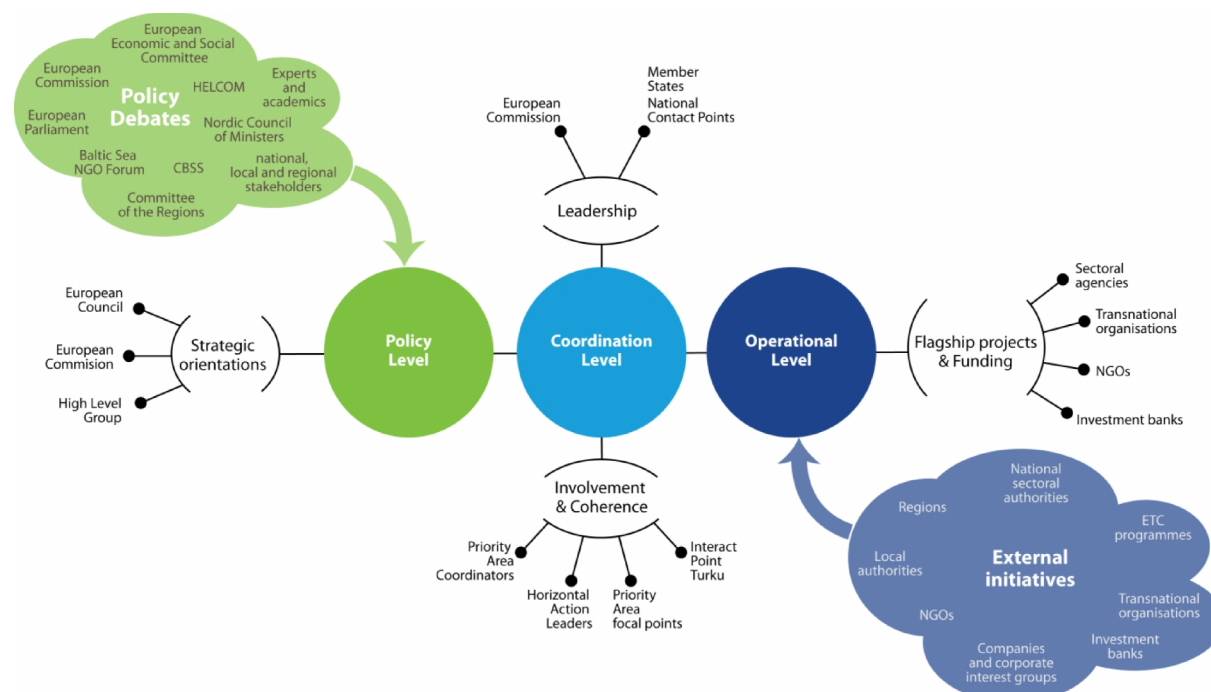 European
Economic and Social
Committee
European
Commission
HELCOM
Experts
and
academics
Policy
Debates
European
Parliament
Nordic Council
of Ministers
Baltic Sea
NGO Forum
CBSS
national,
local and regional
stakeholders
Committee
of the Regions
European
Commission
Member
States
National
Contact Points
Leadership
European
Council
European
Commision
High Level
Group
Strategic
orientations
Policy
Level
Coordination
Level
Operational
Level
Flagship projects
& Funding
Sectoral
agencies
Transnational
organisations
NGOs
Investment banks
Involvement
& Coherence
Priority
Area
Coordinators
Horizontal
Action
Leaders
Priority
Area
focal points
Interact
Point
Turku
National
sectoral
authorities
Regions
ETC
programmes
Local
authorities
External
initiatives
NGOs
Transnational
organisations
Investment
banks
Companies
and corporate
interest groups